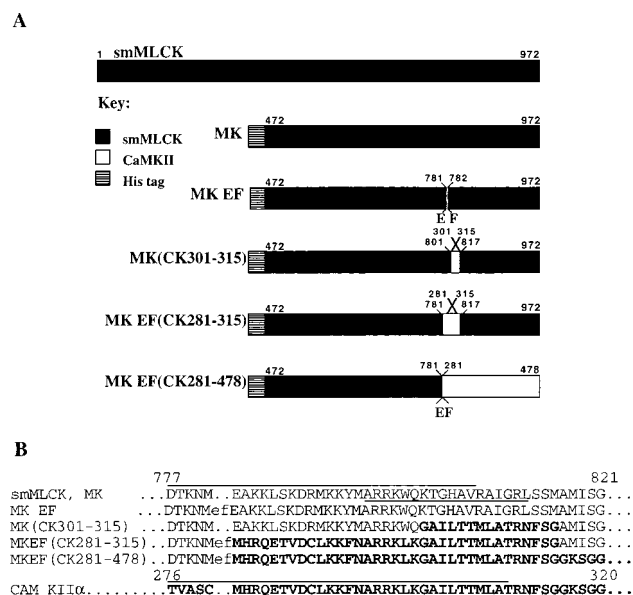 A
1 smMLCK 972
Key:
smMLCK
CaMKII
His tag
MK 472 972
MK EF 472 781 782
E F
MK(CK301-315) 472 301 315 801 817 972
MK EF(CK281-315) 472 281 315 781 817 972
MK EF(CK281-478) 472 781 281 478
EF
B
777 821
smMLCK, MK ...DTKNM..EAKKLSKDRMKKYMARRKWQKTGHAVRAIGRLSSMAMISG...
MK EF ...DTKNMefEAKKLSKDRMKKYMARRKWQKTGHAVRAIGRLSSMAMISG...
MK(CK301-315) ...DTKNM..EAKKLSKDRMKKYMARRKWQKTGAILTTMLATRNFSGAMISG...
MKEF(CK281-315) ...DTKNMefMHRQETVDCLKKFNARRKLKGAILTTMLATRNFSGAMISG...
MKEF(CK281-478) ...DTKNMefMHRQETVDCLKKFNARRKLKGAILTTMLATRNFSGGKSGG...
276 320
CAM KIIα.........TVASC..MHRQETVDCLKKFNARRKLKGAILTTMLATRNFSGGKSGG...